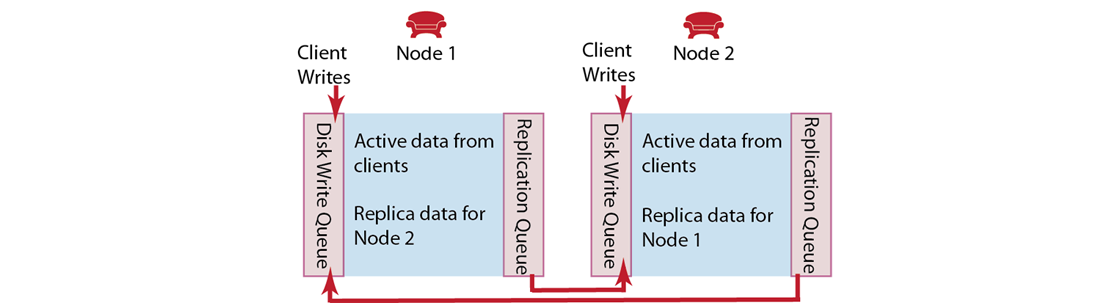 Node 1
Node 2
Client
Writes
Client
Writes
Disk Write Queue
Active data from
clients
Replica data for
Node 2
Replication Queue
Disk Write Queue
Active data from
clients
Replica data for
Node 1
Replication Queue